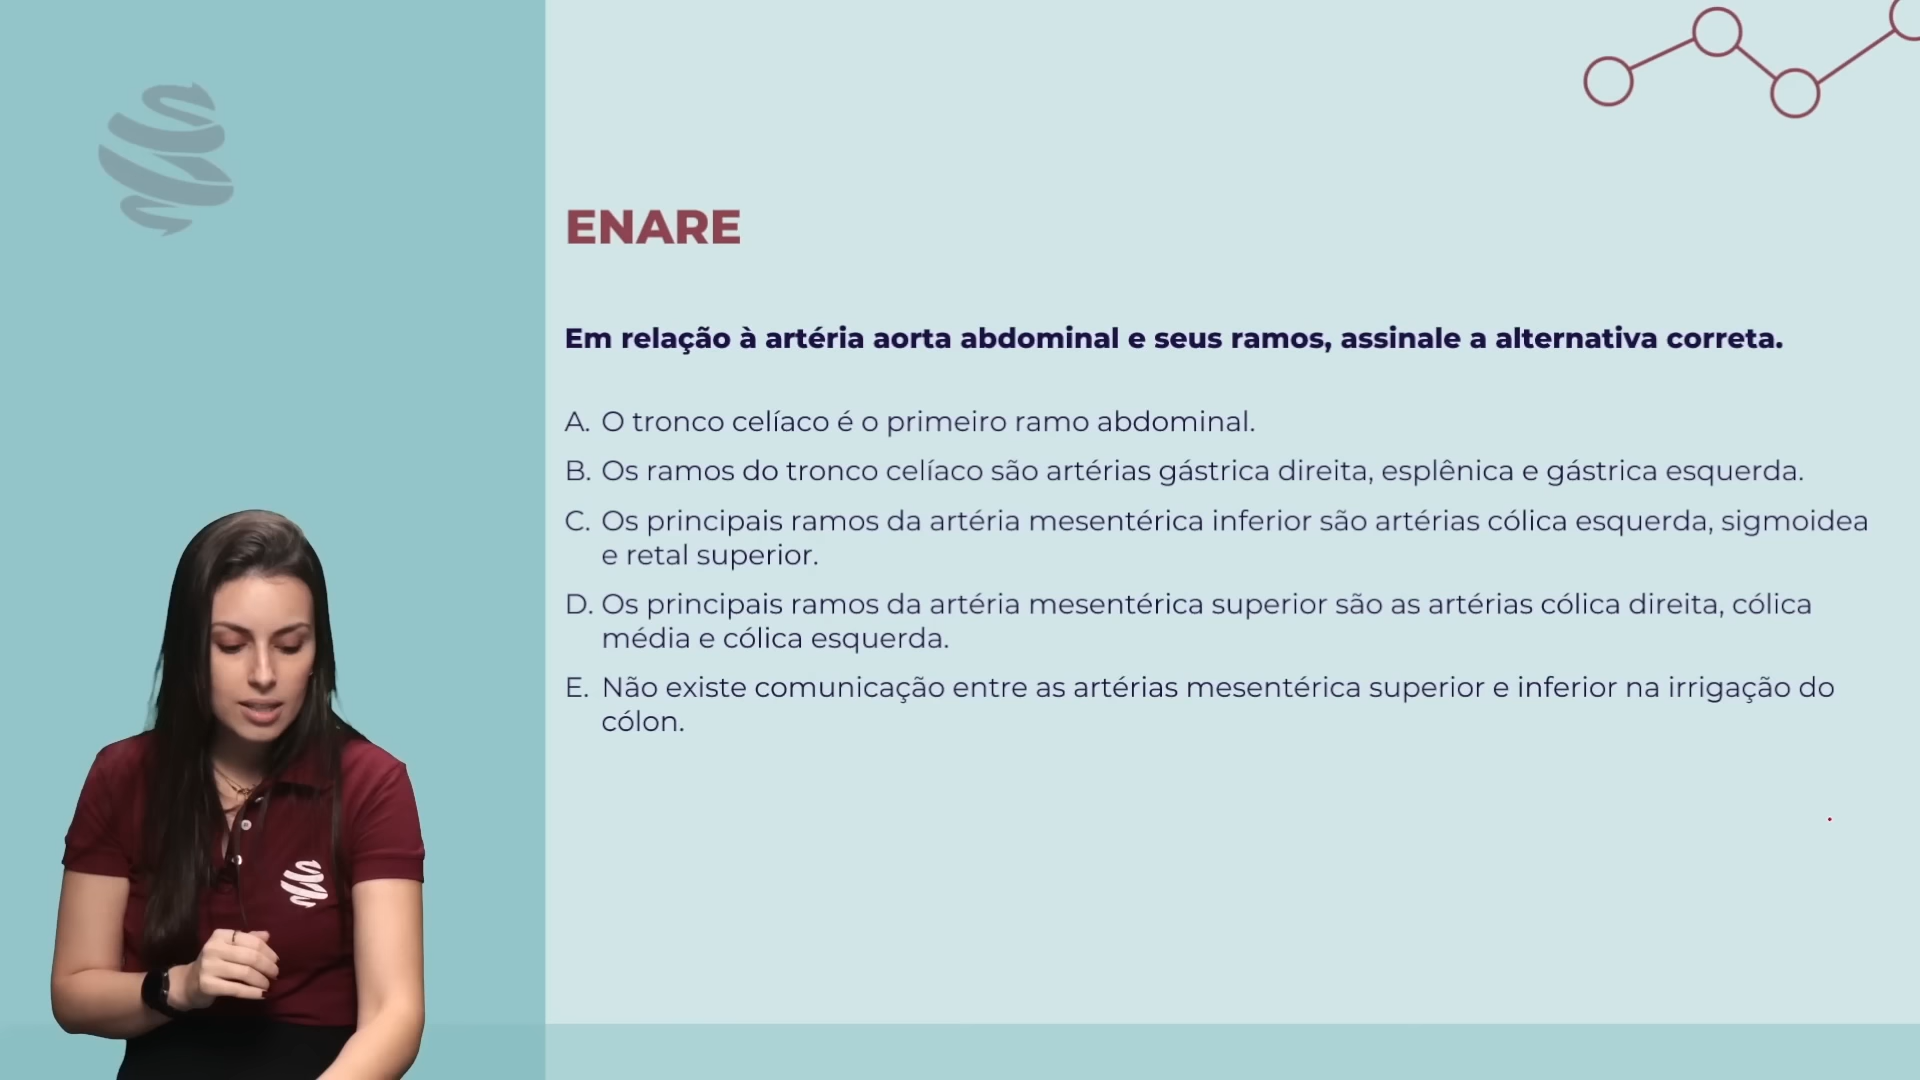 ENARE
Em relação à artéria aorta abdominal e seus ramos, assinale a alternativa correta.
A. O tronco celíaco é o primeiro ramo abdominal.
B. Os ramos do tronco celíaco são artérias gástrica direita, esplênica e gástrica esquerda.
C. Os principais ramos da artéria mesentérica inferior são artérias cólica esquerda, sigmoidea
e retal superior.
D. Os principais ramos da artéria mesentérica superior são as artérias cólica direita, cólica
média e cólica esquerda.
E. Não existe comunicação entre as artérias mesentérica superior e inferior na irrigação do
cólon.